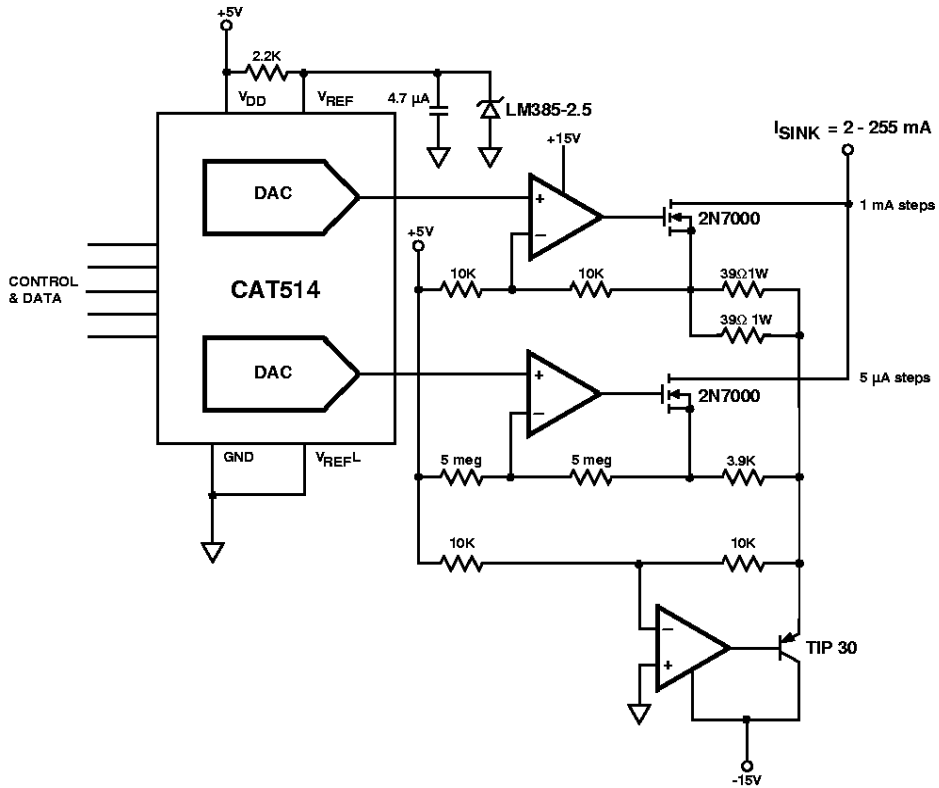 +5V
2.2K
VDD
VREF
4.7 µA
LM385-2.5
+15V
ISINK = 2 - 255 mA
DAC
+
−
2N7000
1 mA steps
+5V
CONTROL
& DATA
CAT514
10K
10K
39Ω1W
39Ω 1W
DAC
+
−
2N7000
5 µA steps
GND
VREFL
5 meg
5 meg
3.9K
10K
10K
−
+
TIP 30
-15V